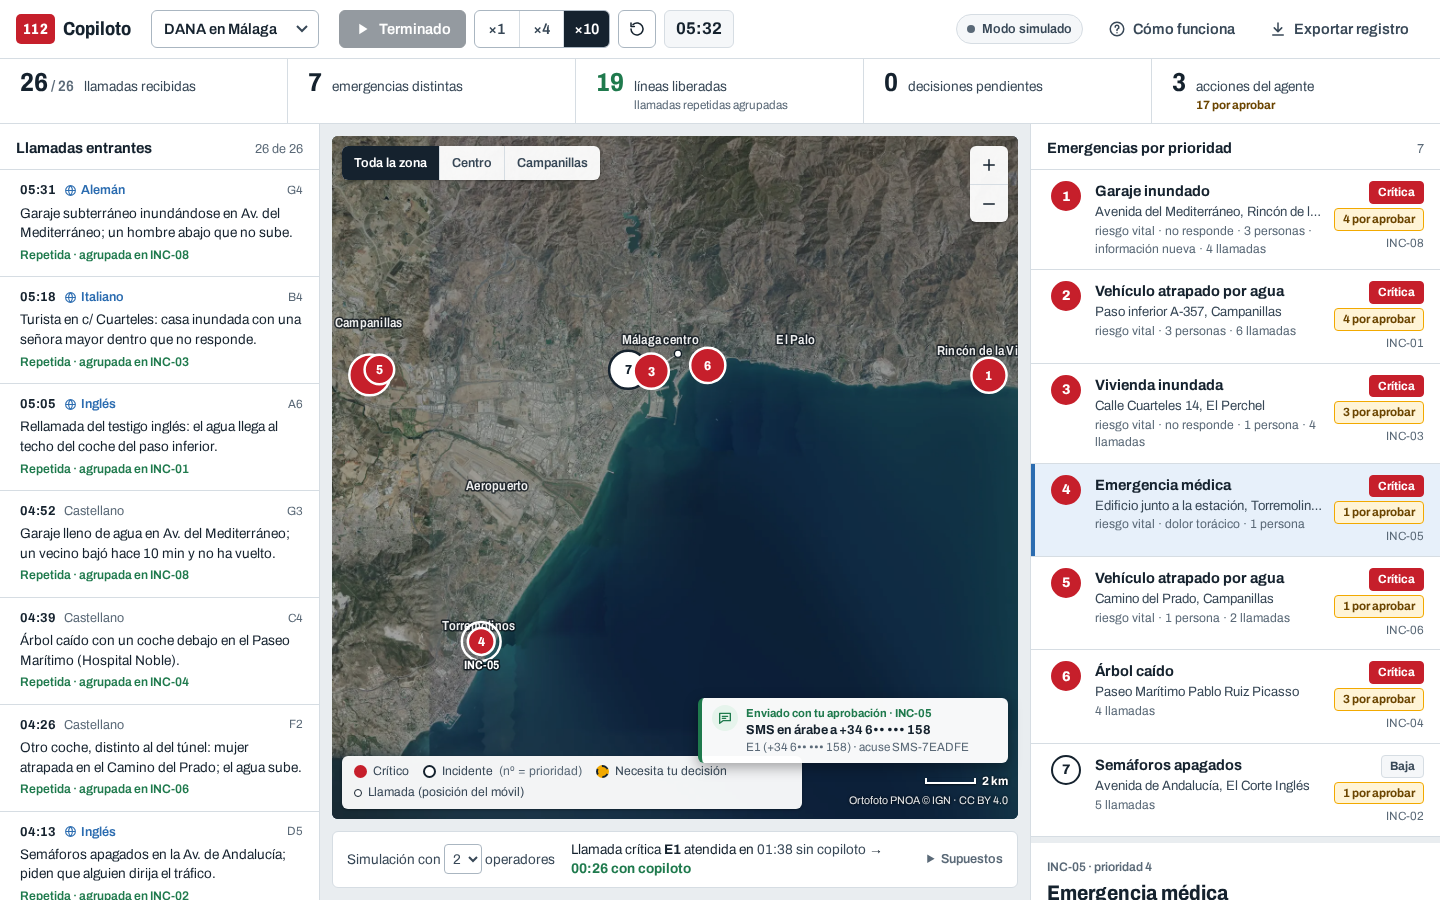 112 Copiloto
DANA en Málaga
Terminado
×1 ×4 ×10
05:32
Modo simulado
Cómo funciona
Exportar registro
26 / 26 llamadas recibidas
7 emergencias distintas
19 líneas liberadas
llamadas repetidas agrupadas
0 decisiones pendientes
3 acciones del agente
17 por aprobar
Llamadas entrantes 26 de 26
05:31 Alemán G4
Garaje subterráneo inundándose en Av. del
Mediterráneo; un hombre abajo que no sube.
Repetida · agrupada en INC-08
05:18 Italiano B4
Turista en c/ Cuarteles: casa inundada con una
señora mayor dentro que no responde.
Repetida · agrupada en INC-03
05:05 Inglés A6
Rellamada del testigo inglés: el agua llega al
techo del coche del paso inferior.
Repetida · agrupada en INC-01
04:52 Castellano G3
Garaje lleno de agua en Av. del Mediterráneo;
un vecino bajó hace 10 min y no ha vuelto.
Repetida · agrupada en INC-08
04:39 Castellano C4
Árbol caído con un coche debajo en el Paseo
Marítimo (Hospital Noble).
Repetida · agrupada en INC-04
04:26 Castellano F2
Otro coche, distinto al del túnel: mujer
atrapada en el Camino del Prado; el agua sube.
Repetida · agrupada en INC-06
04:13 Inglés D5
Semáforos apagados en la Av. de Andalucía;
piden que alguien dirija el tráfico.
Repetida · agrupada en INC-02
Toda la zona Centro Campanillas
+
−
Campanillas
5
Málaga centro
7
3
6
El Palo
Rincón de la Vi
1
Aeropuerto
Torremolinos
4
INC-05
Enviado con tu aprobación · INC-05
SMS en árabe a +34 6•• ••• 158
E1 (+34 6•• ••• 158) · acuse SMS-7EADFE
Crítico Incidente (nº = prioridad) Necesita tu decisión
Llamada (posición del móvil)
2 km
Ortofoto PNOA © IGN · CC BY 4.0
Simulación con 2 operadores
Llamada crítica E1 atendida en 01:38 sin copiloto →
00:26 con copiloto
Supuestos
Emergencias por prioridad 7
1 Garaje inundado Crítica
Avenida del Mediterráneo, Rincón de l... 4 por aprobar
riesgo vital · no responde · 3 personas ·
información nueva · 4 llamadas
INC-08
2 Vehículo atrapado por agua Crítica
Paso inferior A-357, Campanillas 4 por aprobar
riesgo vital · 3 personas · 6 llamadas
INC-01
3 Vivienda inundada Crítica
Calle Cuarteles 14, El Perchel 3 por aprobar
riesgo vital · no responde · 1 persona · 4
llamadas
INC-03
4 Emergencia médica Crítica
Edificio junto a la estación, Torremolin... 1 por aprobar
riesgo vital · dolor torácico · 1 persona
INC-05
5 Vehículo atrapado por agua Crítica
Camino del Prado, Campanillas 1 por aprobar
riesgo vital · 1 persona · 2 llamadas
INC-06
6 Árbol caído Crítica
Paseo Marítimo Pablo Ruiz Picasso 3 por aprobar
4 llamadas
INC-04
7 Semáforos apagados Baja
Avenida de Andalucía, El Corte Inglés 1 por aprobar
5 llamadas
INC-02
INC-05 · prioridad 4
Emergencia médica